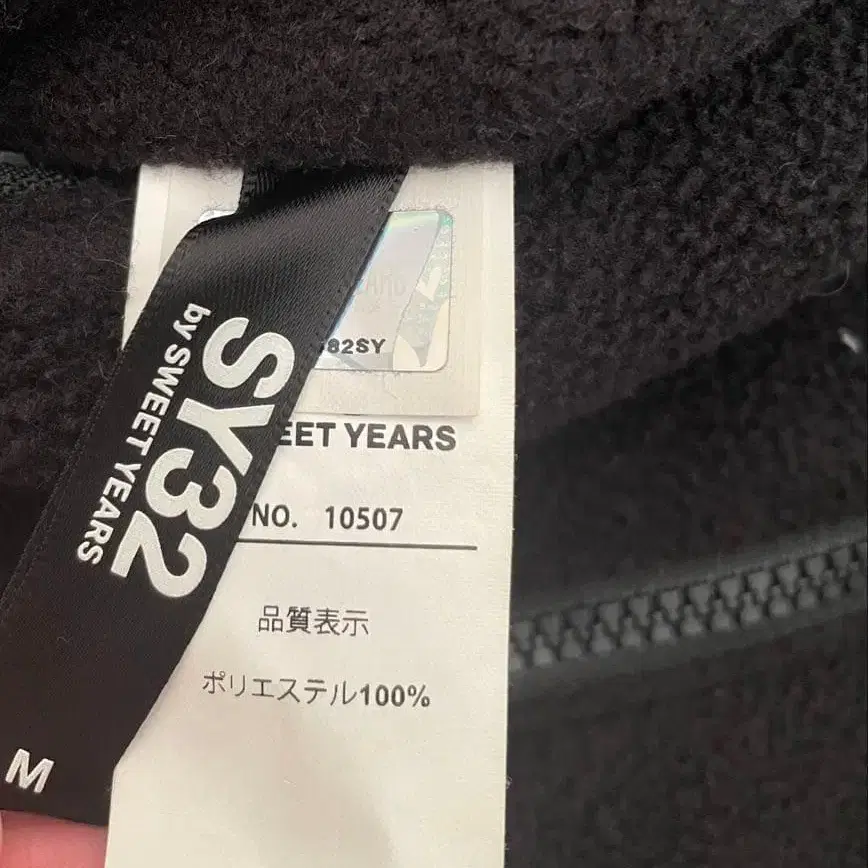 SY32
by SWEET YEARS
M
82SY
EET YEARS
NO. 10507
品質表示
ポリエステル100%